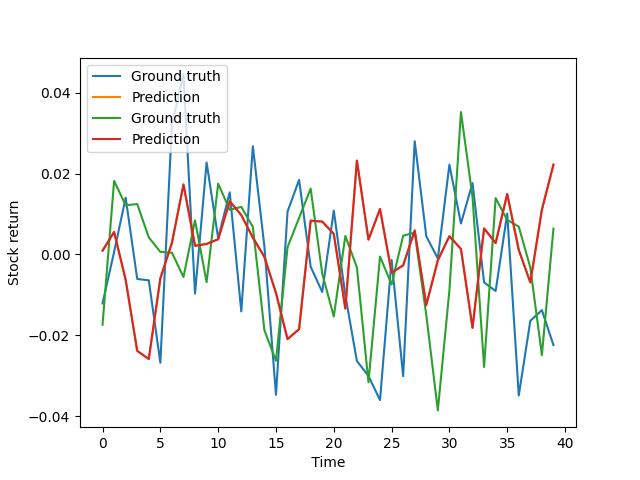 Ground truth
Prediction
Ground truth
Prediction
0.04
0.02
0.00
−0.02
−0.04
Stock return
0 5 10 15 20 25 30 35 40
Time